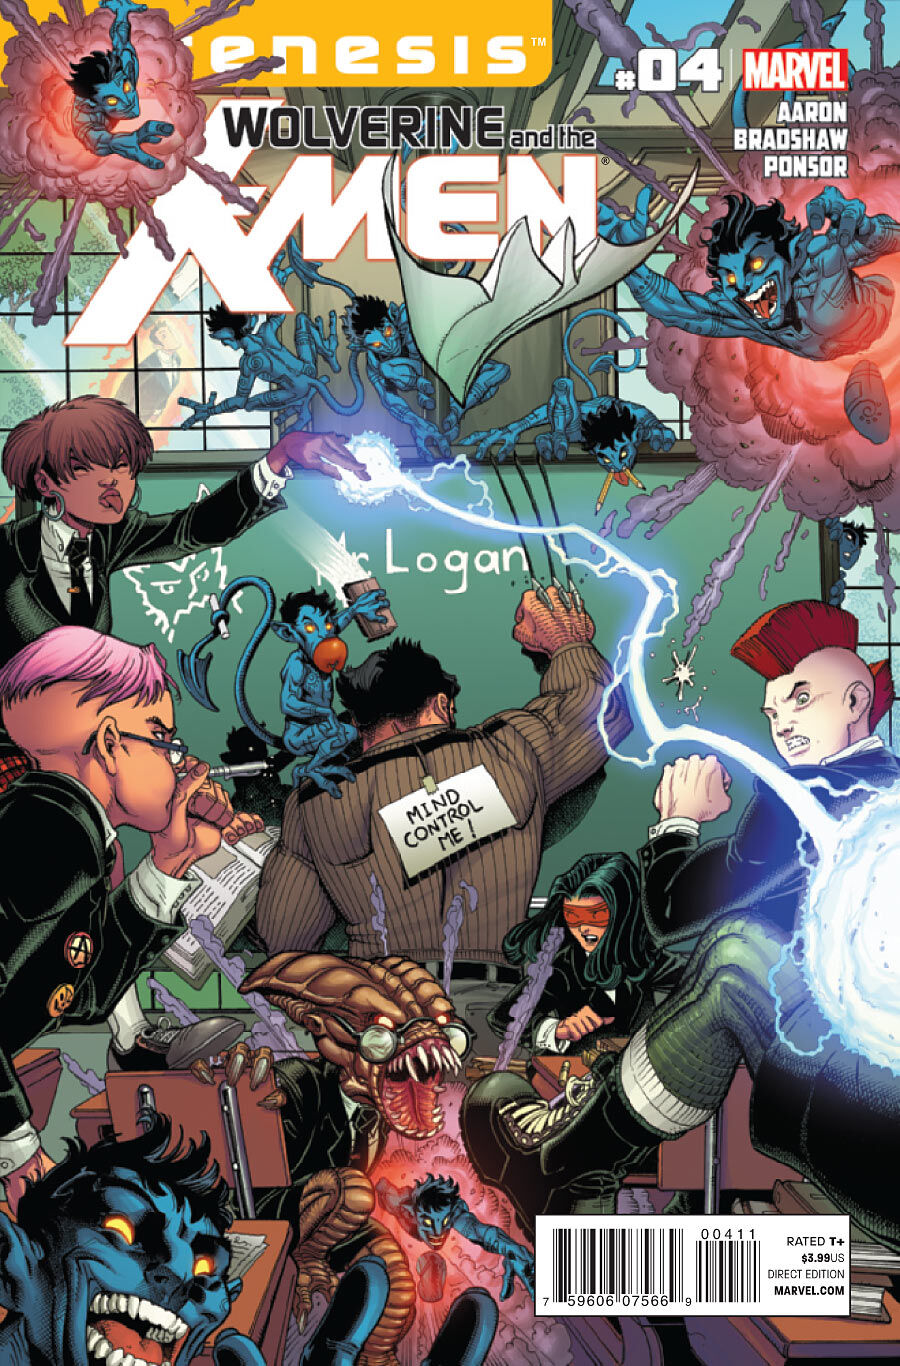 enesis™
#04
MARVEL
AARON
BRADSHAW
PONSOR
WOLVERINE and the
X-MEN®
Mr. Logan
MIND
CONTROL
ME!
A
00411
7 59606 07566 9
RATED T+
$3.99US
DIRECT EDITION
MARVEL.COM